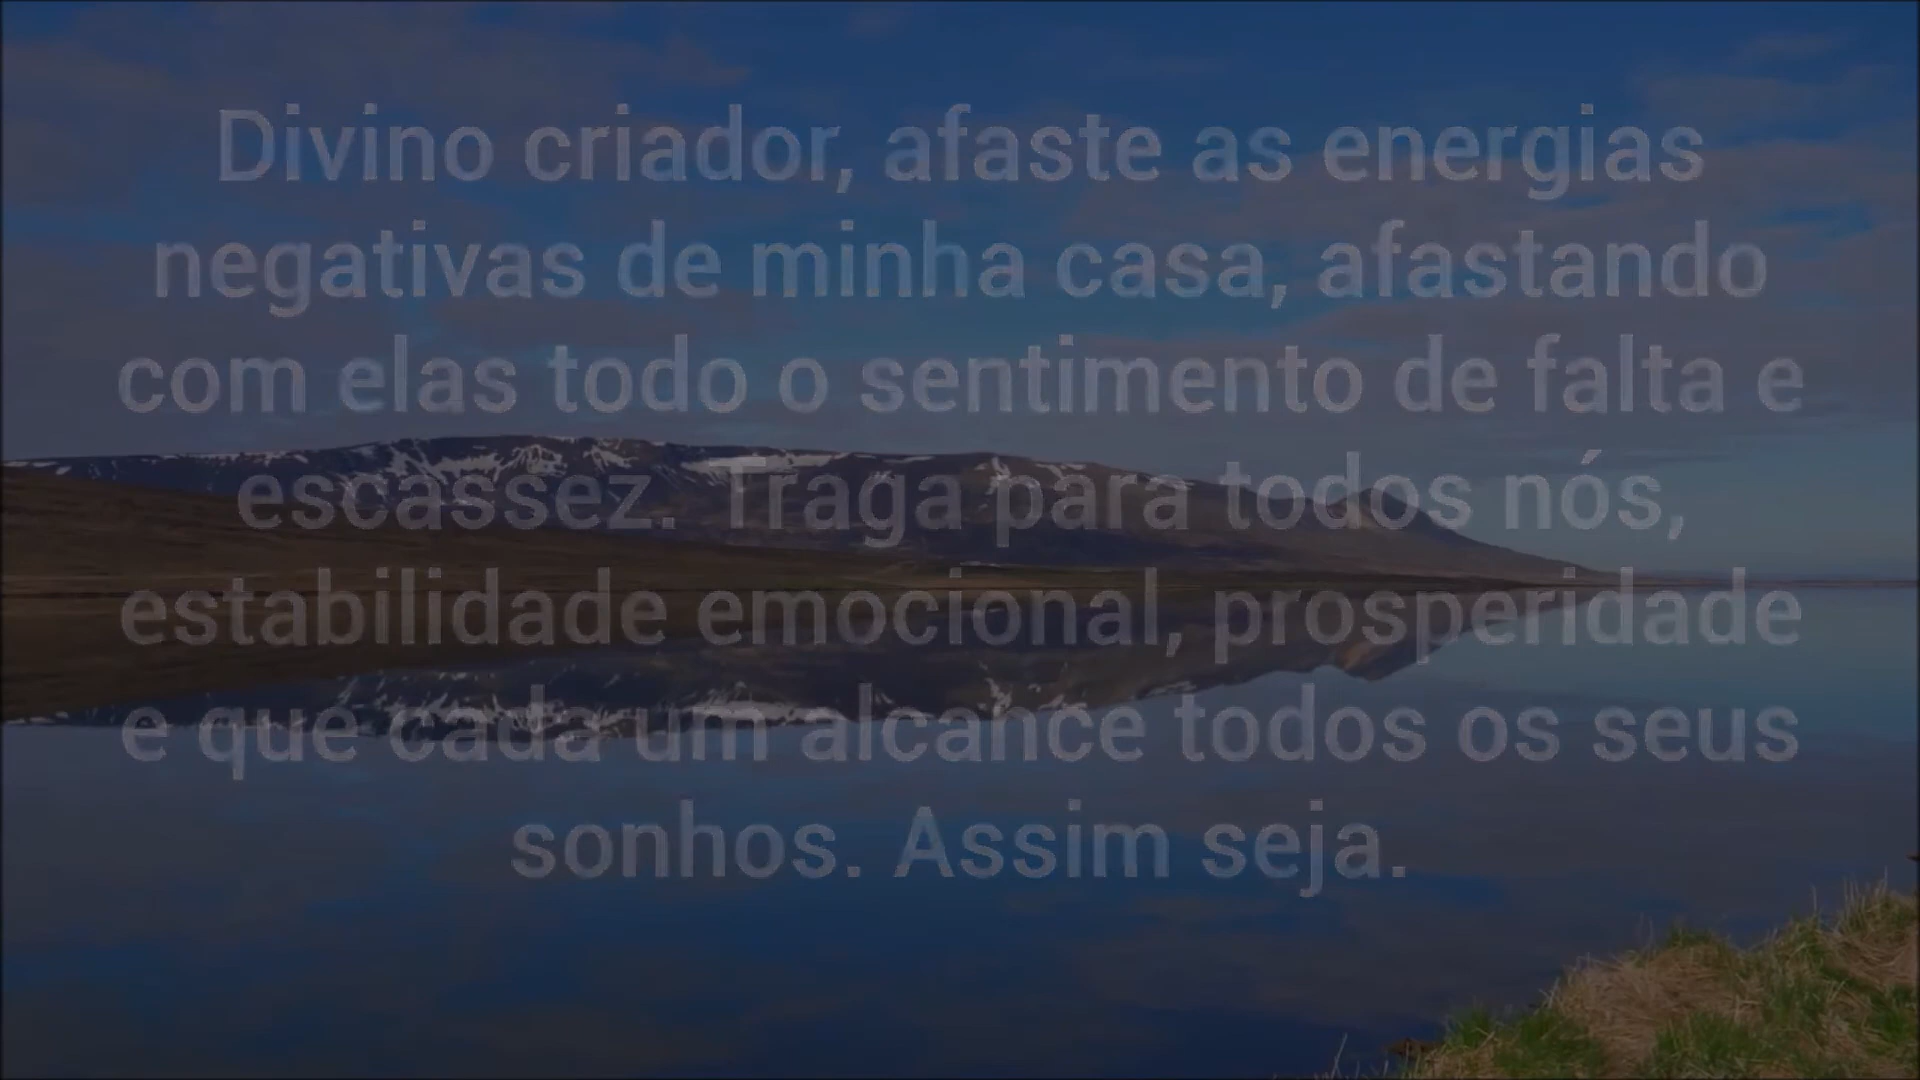 Divino criador, afaste as energias
negativas de minha casa, afastando
com elas todo o sentimento de falta e
escassez. Traga para todos nós,
estabilidade emocional, prosperidade
e que cada um alcance todos os seus
sonhos. Assim seja.